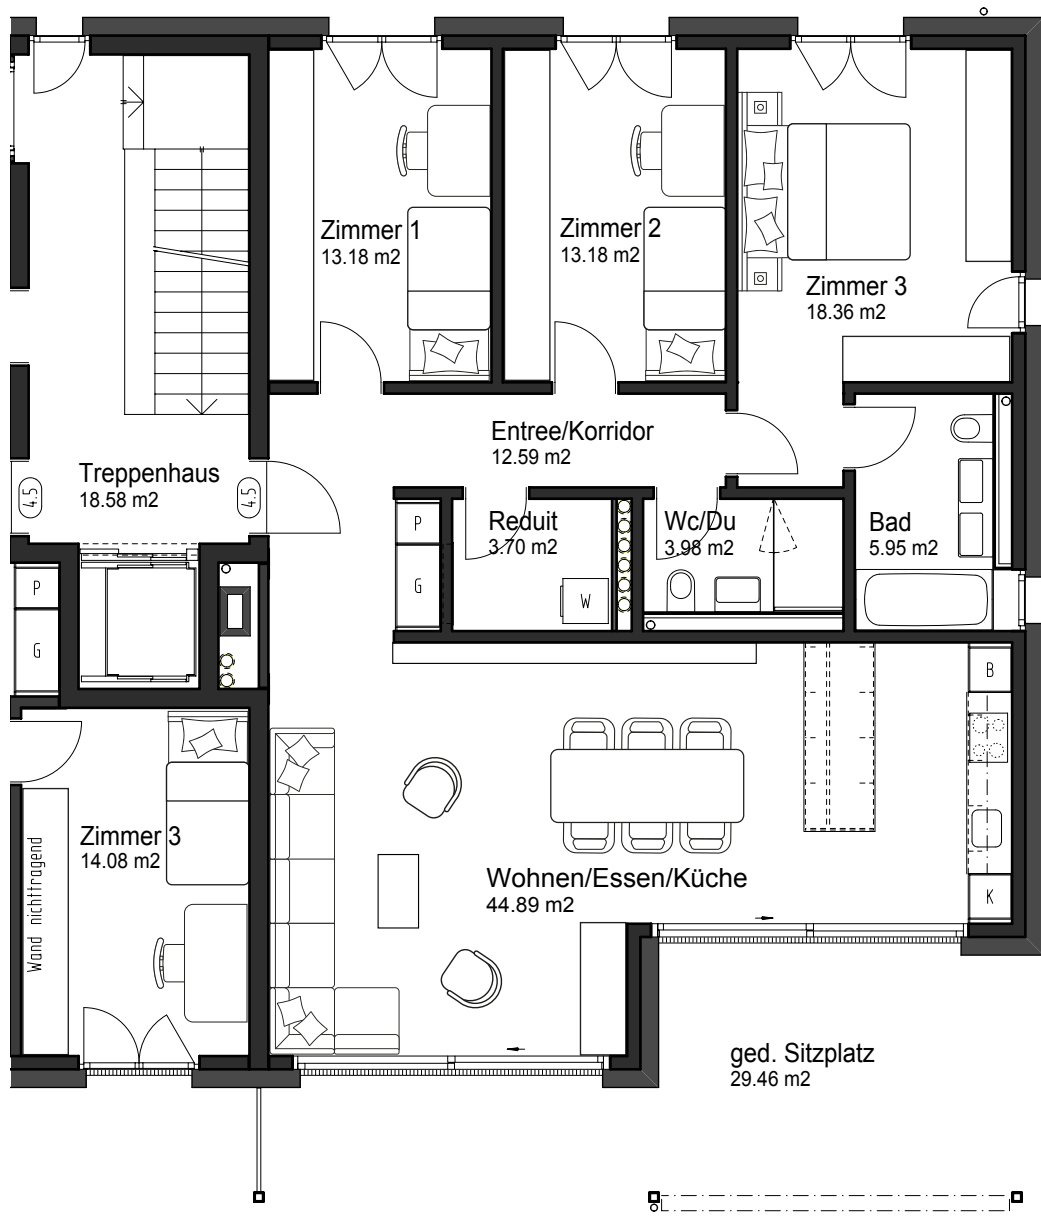 Zimmer 1
13.18 m2
Zimmer 2
13.18 m2
Zimmer 3
18.36 m2
Entree/Korridor
12.59 m2
Treppenhaus
18.58 m2
4.5
4.5
P
G
Reduit
3.70 m2
W
Wc/Du
3.98 m2
Bad
5.95 m2
P
G
B
K
Zimmer 3
14.08 m2
Wand nichttragend
Wohnen/Essen/Küche
44.89 m2
ged. Sitzplatz
29.46 m2